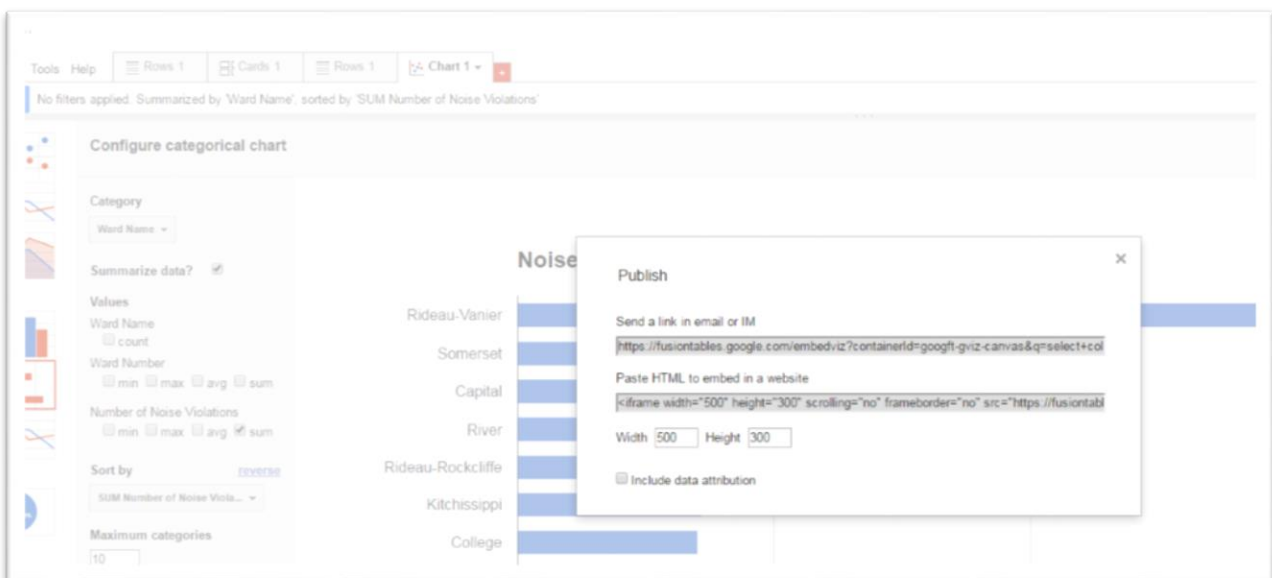 Tools Help Rows 1 Cards 1 Rows 1 Chart 1
No filters applied. Summarized by 'Ward Name', sorted by 'SUM Number of Noise Violations'
Configure categorical chart
Category
Ward Name
Summarize data?
Values
Ward Name
count
Ward Number
min max avg sum
Number of Noise Violations
min max avg sum
Sort by reverse
SUM Number of Noise Viola...
Maximum categories
10
Noise
Rideau-Vanier
Somerset
Capital
River
Rideau-Rockcliffe
Kitchissippi
College
Publish
Send a link in email or IM
https://fusiontables.google.com/embedviz?containerId=googft-gviz-canvas&q=select+col
Paste HTML to embed in a website
<iframe width="500" height="300" scrolling="no" frameborder="no" src="https://fusiontabl
Width 500 Height 300
Include data attribution